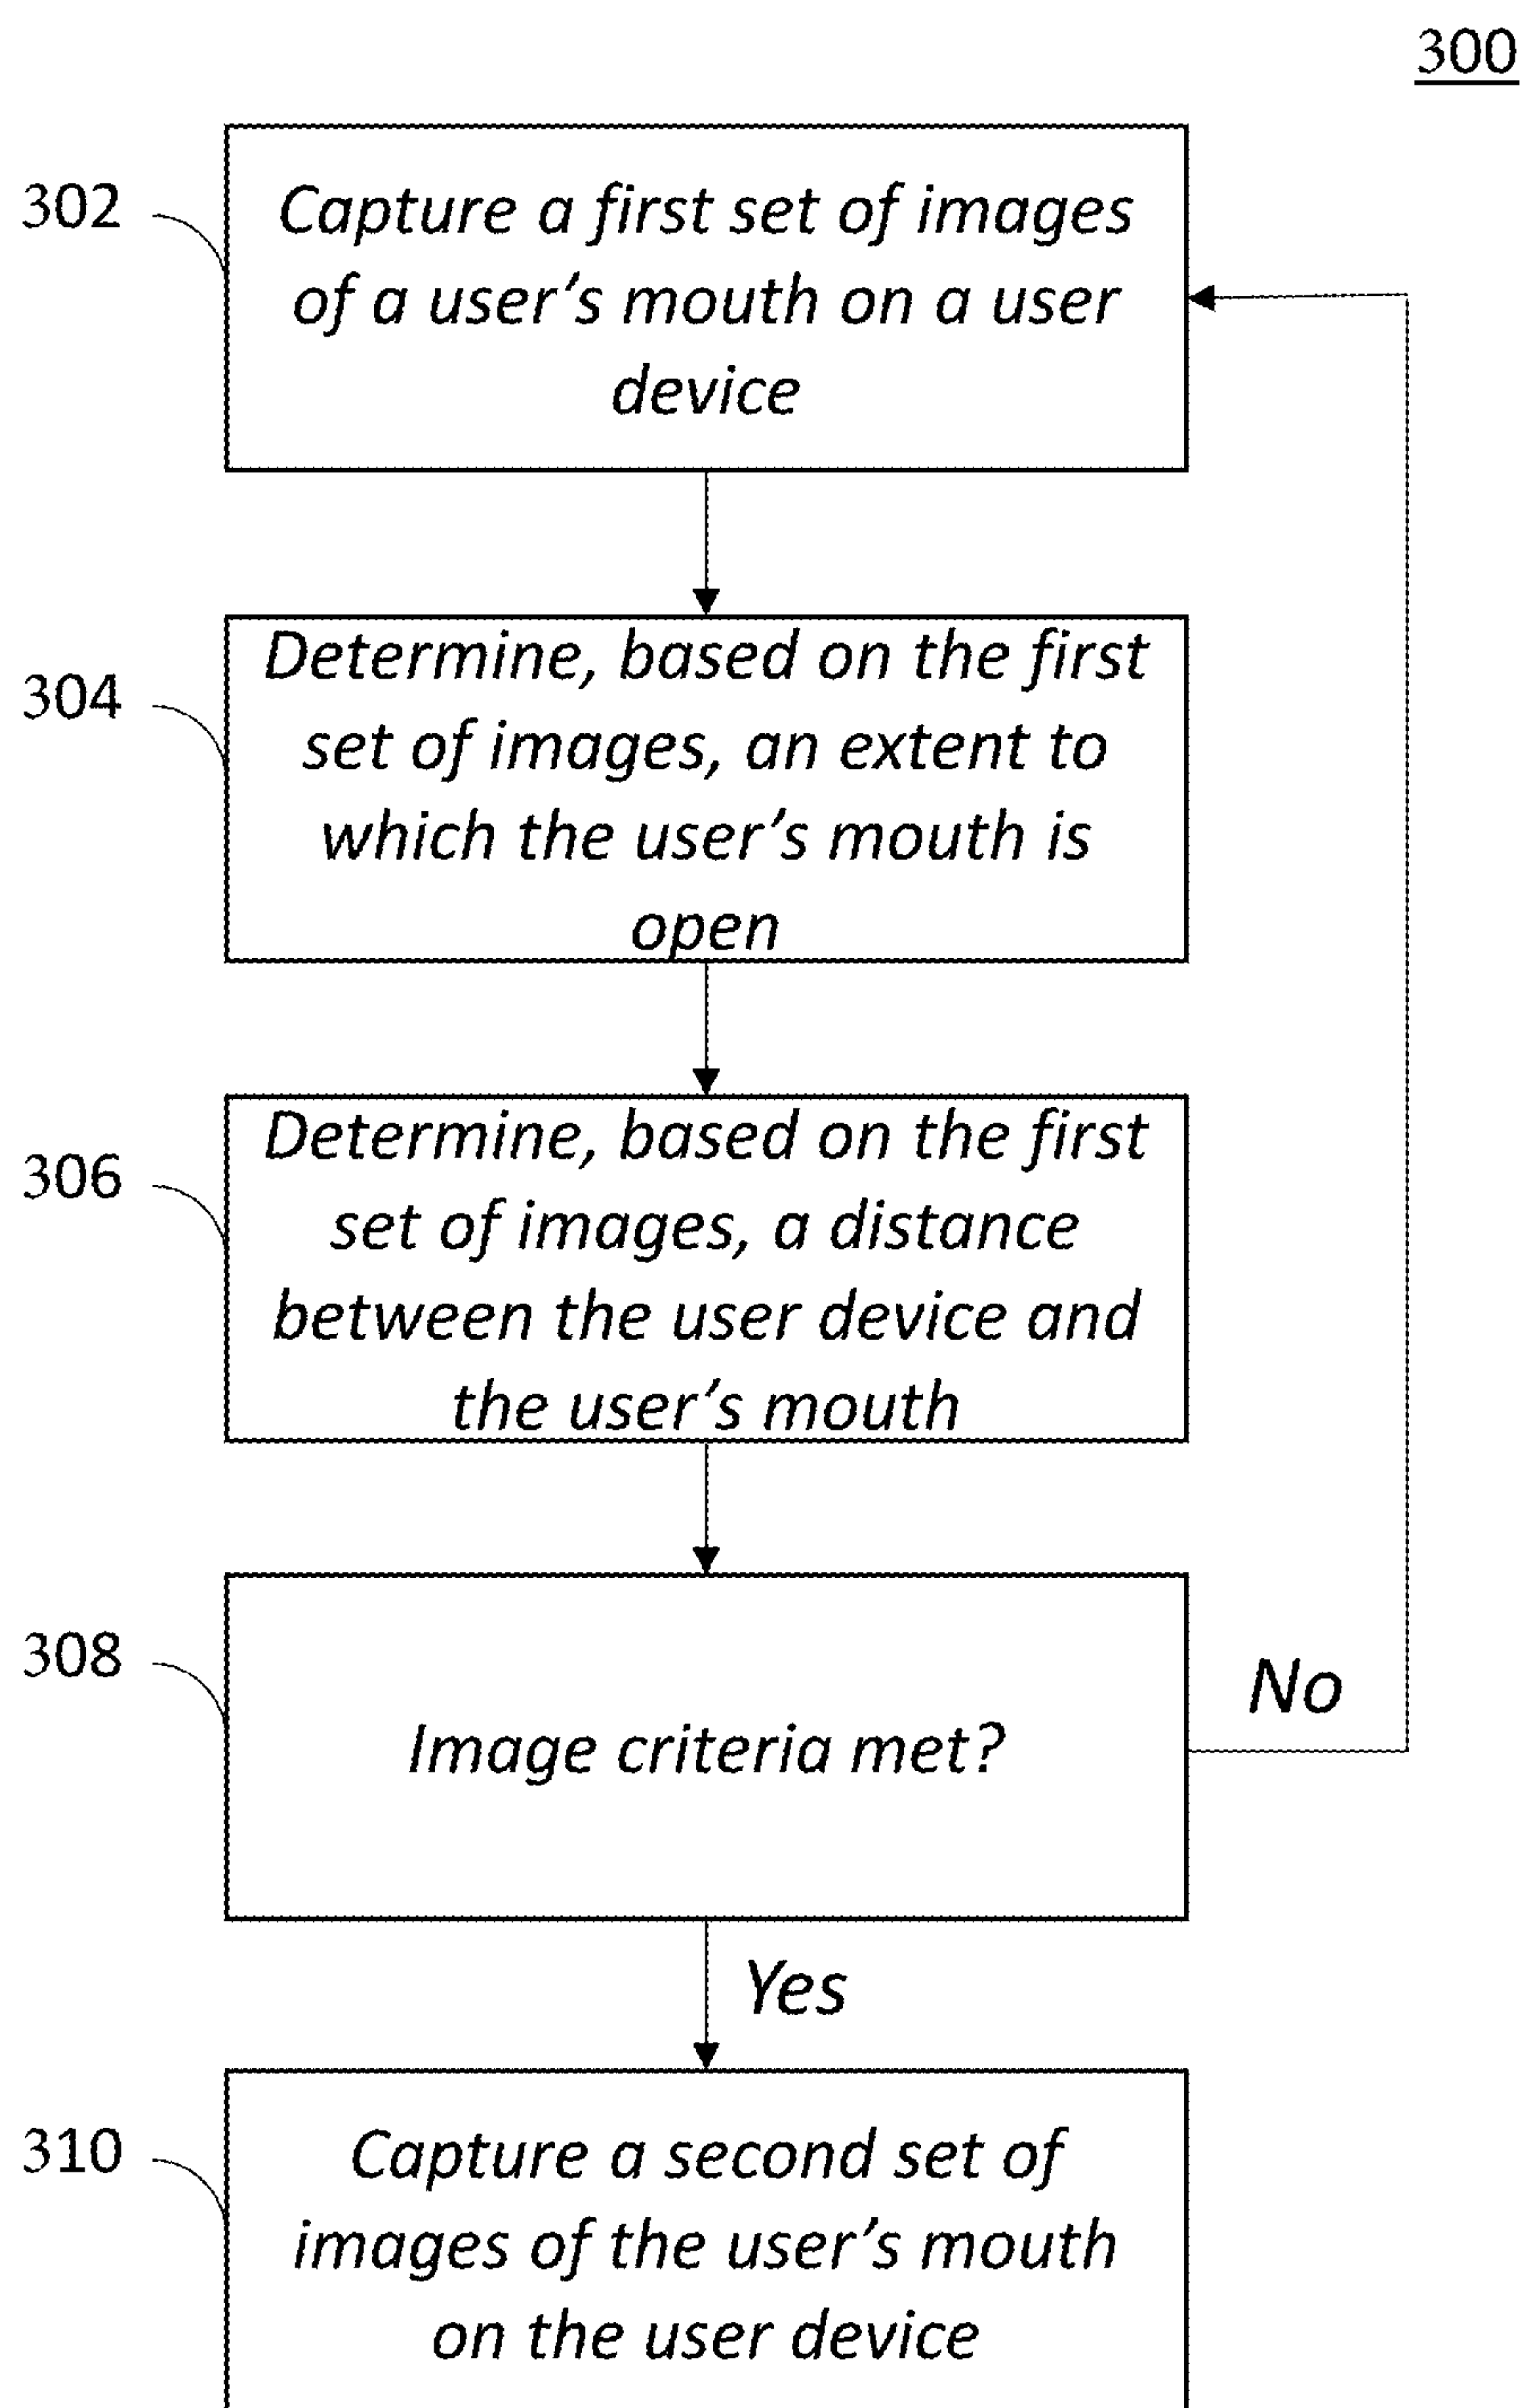 300
302
Capture a first set of images
of a user’s mouth on a user
device
304
Determine, based on the first
set of images, an extent to
which the user’s mouth is
open
306
Determine, based on the first
set of images, a distance
between the user device and
the user’s mouth
308
Image criteria met?
No
Yes
310
Capture a second set of
images of the user’s mouth
on the user device